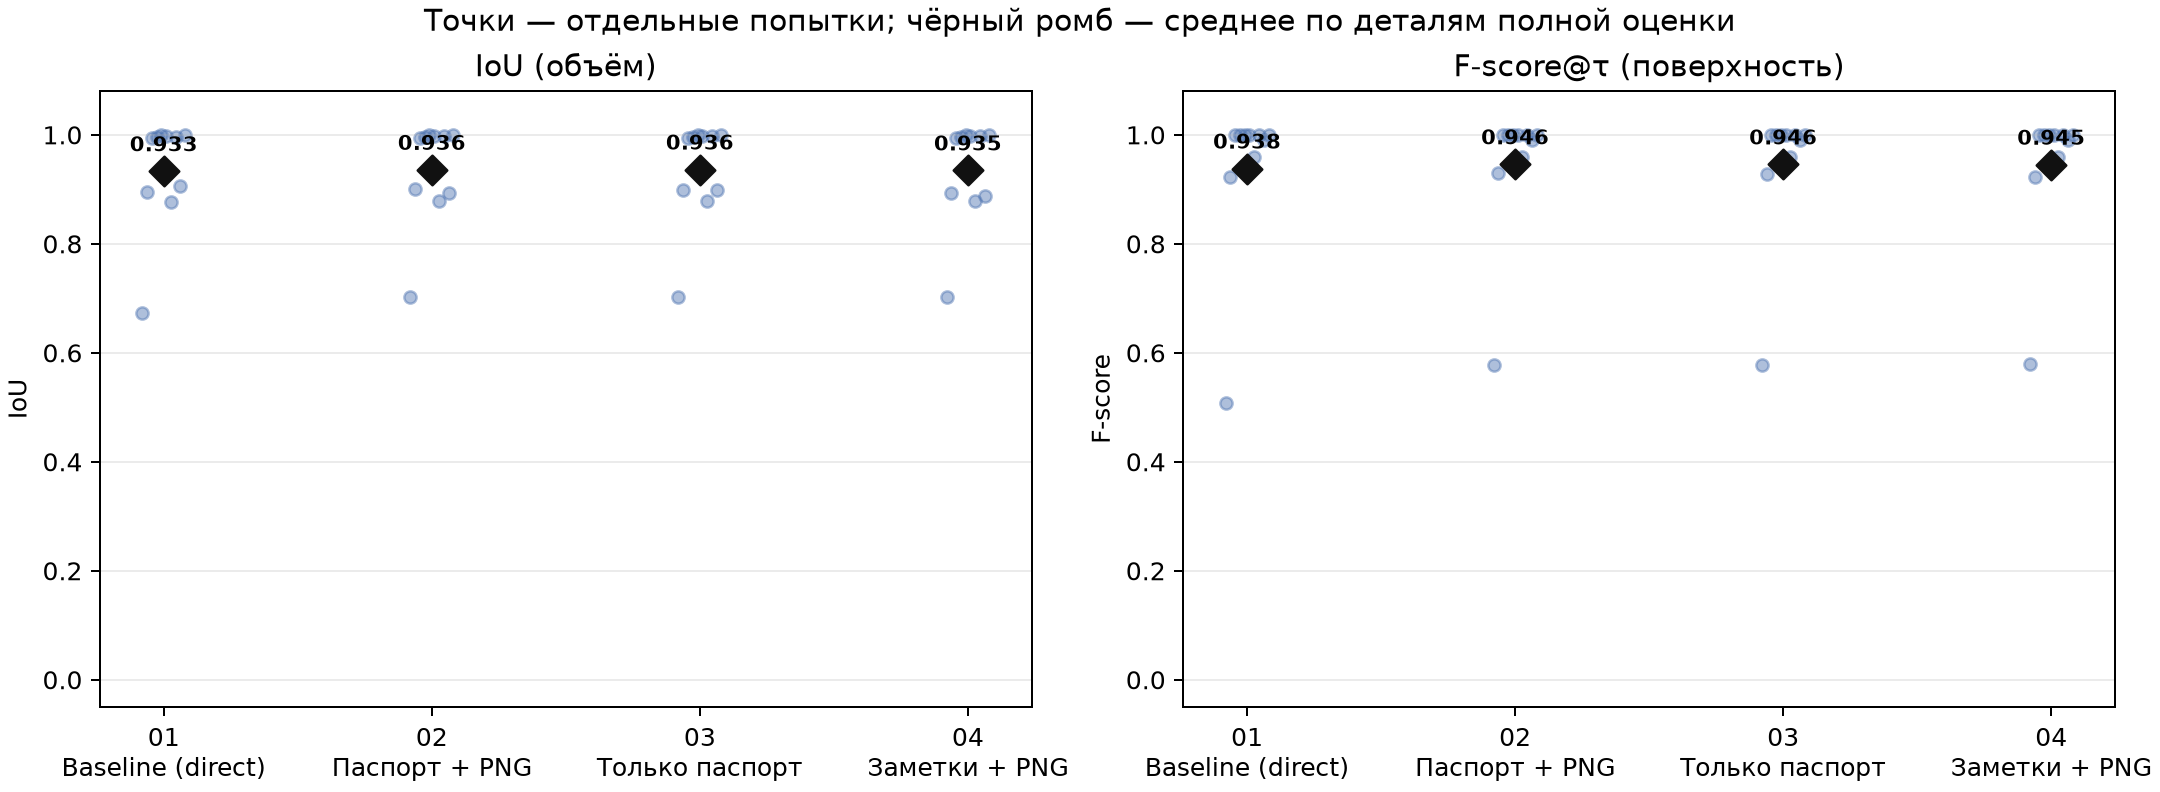 Точки — отдельные попытки; чёрный ромб — среднее по деталям полной оценки
IoU (объём)
IoU
1.0
0.8
0.6
0.4
0.2
0.0
0.933
0.936
0.936
0.935
01
Baseline (direct)
02
Паспорт + PNG
03
Только паспорт
04
Заметки + PNG
F-score@τ (поверхность)
F-score
1.0
0.8
0.6
0.4
0.2
0.0
0.938
0.946
0.946
0.945
01
Baseline (direct)
02
Паспорт + PNG
03
Только паспорт
04
Заметки + PNG